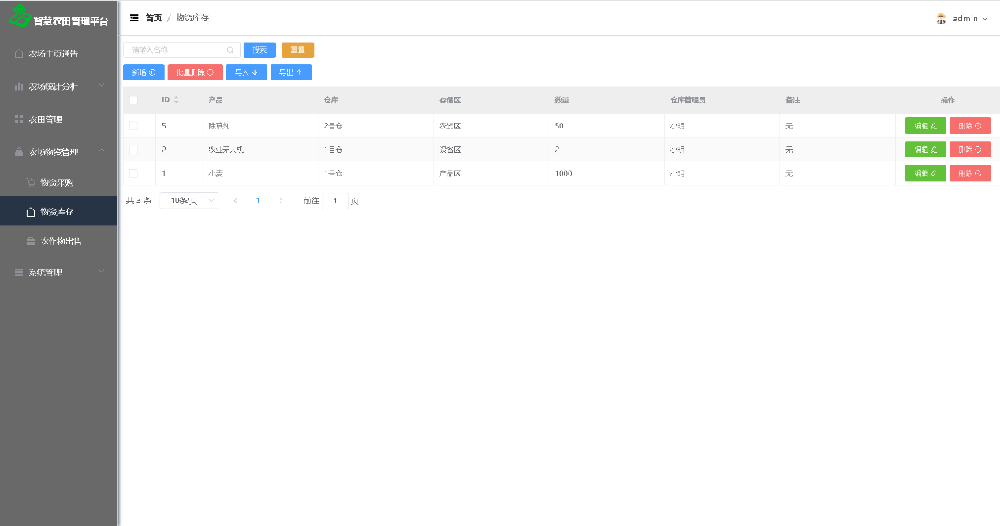 智慧农田管理平台
首页 / 物资库存
admin
农场主页通告
农场统计分析
农田管理
农场物资管理
物资采购
物资库存
农作物出售
系统管理
请输入名称 搜索 重置
新增 批量删除 导入 导出
ID 产品 仓库 存储区 数量 仓库管理员 备注 操作
5 除草剂 2号仓 农资区 50 小明 无 编辑 删除
2 农业无人机 1号仓 设备区 2 小明 无 编辑 删除
1 小麦 1号仓 产品区 1000 小明 无 编辑 删除
共 3 条 10条/页 1 前往 1 页